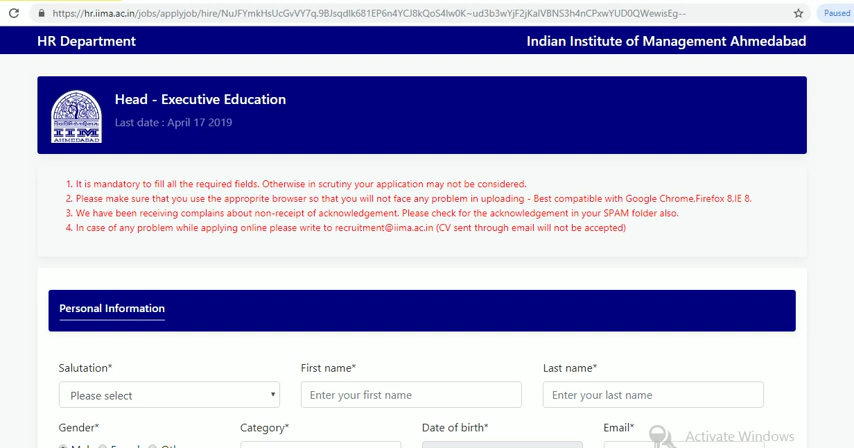 https://hr.iima.ac.in/jobs/applyjob/hire/NuJFYmkHsUcGvVY7q.9BJsqdlk681EP6n4YCJ8kQoS4lw0K~ud3b3wYjF2jKalVBNS3h4nCPxwYUD0QWewisEg-- Paused
HR Department Indian Institute of Management Ahmedabad
Head - Executive Education
Last date : April 17 2019
IIM
AHMEDABAD
1. It is mandatory to fill all the required fields. Otherwise in scrutiny your application may not be considered.
2. Please make sure that you use the approprite browser so that you will not face any problem in uploading - Best compatible with Google Chrome.Firefox 8.IE 8.
3. We have been receiving complains about non-receipt of acknowledgement. Please check for the acknowledgement in your SPAM folder also.
4. In case of any problem while applying online please write to recruitment@iima.ac.in (CV sent through email will not be accepted)
Personal Information
Salutation* First name* Last name*
Please select Enter your first name Enter your last name
Gender* Category* Date of birth* Email*
Activate Windows